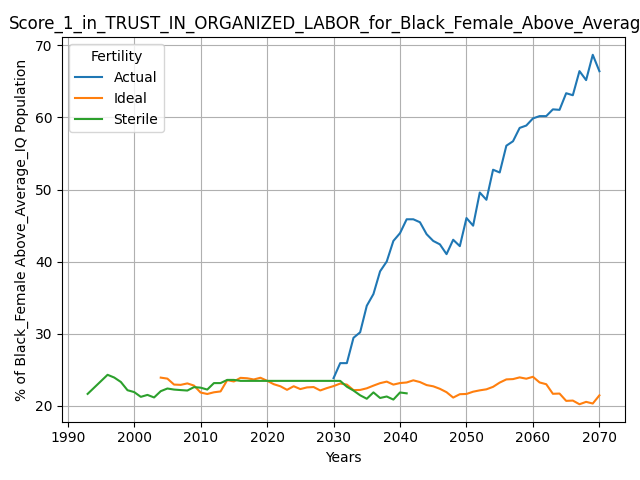 Score_1_in_TRUST_IN_ORGANIZED_LABOR_for_Black_Female_Above_Averag
Fertility
Actual
Ideal
Sterile
% of Black_Female Above_Average_IQ Population
70
60
50
40
30
20
1990 2000 2010 2020 2030 2040 2050 2060 2070
Years